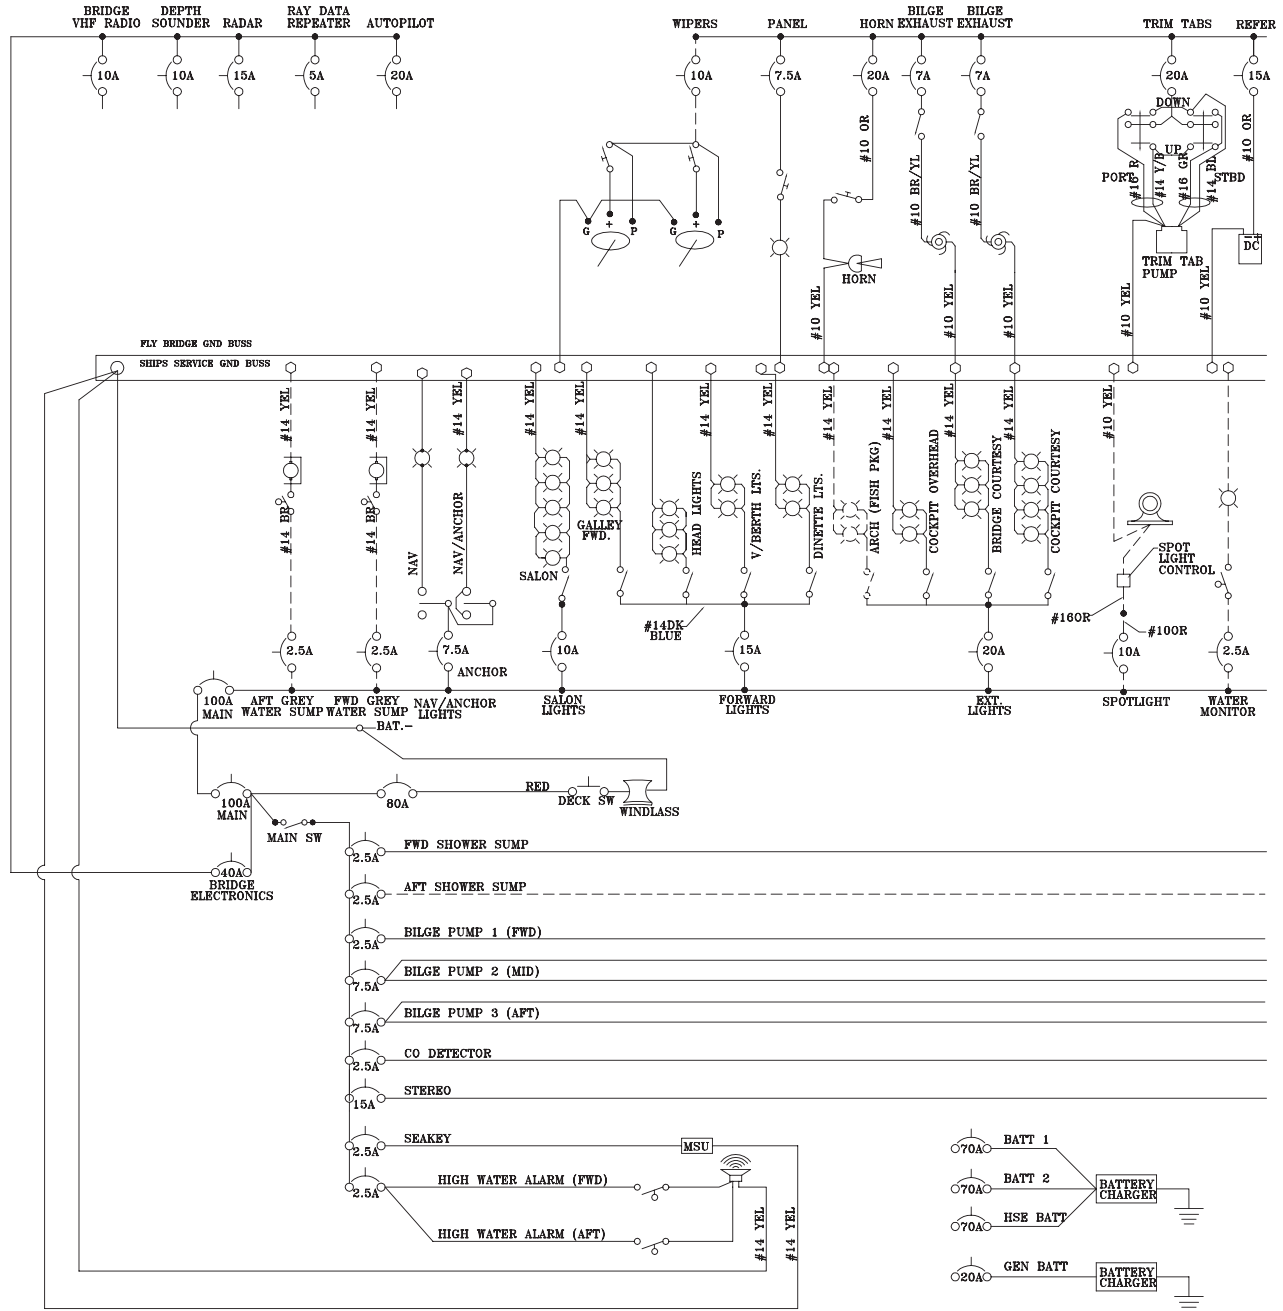 BRIDGE
VHF RADIO
DEPTH
SOUNDER
RADAR
RAY DATA
REPEATER
AUTOPILOT
WIPERS
PANEL
HORN
BILGE
EXHAUST
BILGE
EXHAUST
TRIM TABS
REFER
10A
10A
15A
5A
20A
10A
7.5A
20A
7A
7A
20A
15A
DOWN
UP
PORT
STBD
#16 R
#14 Y/B
#16 GR
#14 BL
#10 OR
#10 OR
#10 BR/YL
#10 BR/YL
G
+
P
G
+
P
HORN
TRIM TAB
PUMP
DC
#10 YEL
#10 YEL
#10 YEL
#10 YEL
#10 YEL
FLY BRIDGE GND BUSS
SHIPS SERVICE GND BUSS
#14 YEL
#14 YEL
#14 YEL
#14 YEL
#14 YEL
#14 YEL
#14 YEL
#14 YEL
#14 YEL
#14 YEL
#14 YEL
#10 YEL
#14 BR
#14 BR
NAV
NAV/ANCHOR
SALON
GALLEY
FWD.
HEAD LIGHTS
V/BERTH LTS.
DINETTE LTS.
ARCH (FISH PKG)
COCKPIT OVERHEAD
BRIDGE COURTESY
COCKPIT COURTESY
SPOT
LIGHT
CONTROL
#16OR
#10OR
#14DK
BLUE
2.5A
2.5A
7.5A
10A
15A
20A
10A
2.5A
ANCHOR
100A
MAIN
AFT GREY
WATER SUMP
FWD GREY
WATER SUMP
NAV/ANCHOR
LIGHTS
SALON
LIGHTS
FORWARD
LIGHTS
EXT.
LIGHTS
SPOTLIGHT
WATER
MONITOR
BAT.-
100A
MAIN
80A
RED
DECK SW
WINDLASS
MAIN SW
40A
BRIDGE
ELECTRONICS
2.5A
FWD SHOWER SUMP
2.5A
AFT SHOWER SUMP
2.5A
BILGE PUMP 1 (FWD)
7.5A
BILGE PUMP 2 (MID)
7.5A
BILGE PUMP 3 (AFT)
2.5A
CO DETECTOR
15A
STEREO
2.5A
SEAKEY
MSU
2.5A
HIGH WATER ALARM (FWD)
HIGH WATER ALARM (AFT)
#14 YEL
#14 YEL
70A
BATT 1
70A
BATT 2
70A
HSE BATT
BATTERY
CHARGER
20A
GEN BATT
BATTERY
CHARGER